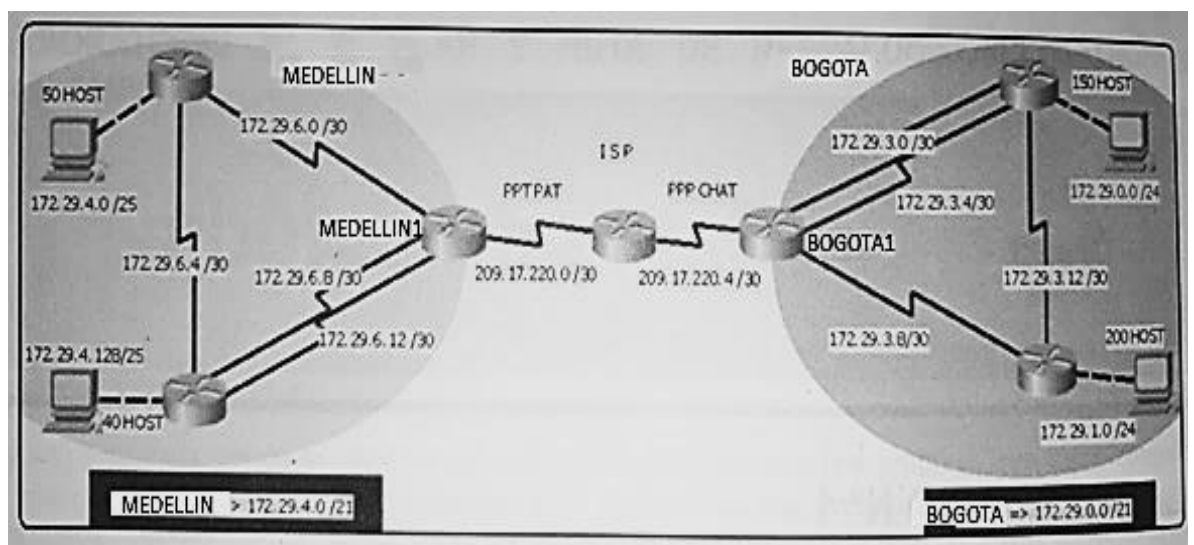 MEDELLIN - -
BOGOTA
50 HOST
150 HOST
172.29.6.0 /30
172.29.3.0 /30
I S P
172.29.4.0 /25
PPT PAT
PPP CHAT
172.29.0.0/24
172.29.3.4/30
MEDELLIN1
BOGOTA1
172.29.6.4 /30
172.29.6.8 /30
209.17.220.0 /30
209.17.220.4 /30
172.29.3.12 /30
172.29.6.12 /30
172.29.3.8/30
172.29.4.128/25
200 HOST
40 HOST
172.29.1.0 /24
MEDELLIN > 172.29.4.0 /21
BOGOTA => 172.29.0.0/21